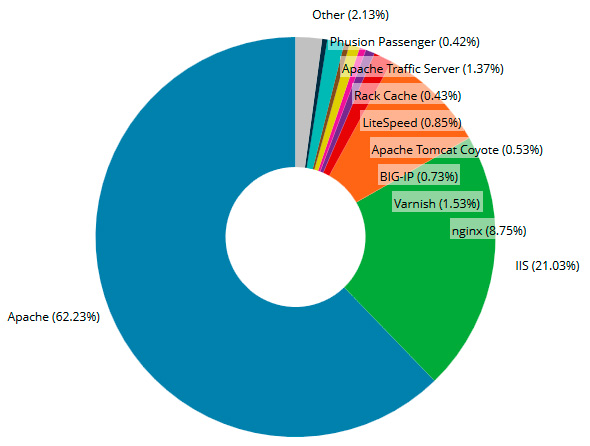 Other (2.13%)
Phusion Passenger (0.42%)
Apache Traffic Server (1.37%)
Rack Cache (0.43%)
LiteSpeed (0.85%)
Apache Tomcat Coyote (0.53%)
BIG-IP (0.73%)
Varnish (1.53%)
nginx (8.75%)
IIS (21.03%)
Apache (62.23%)